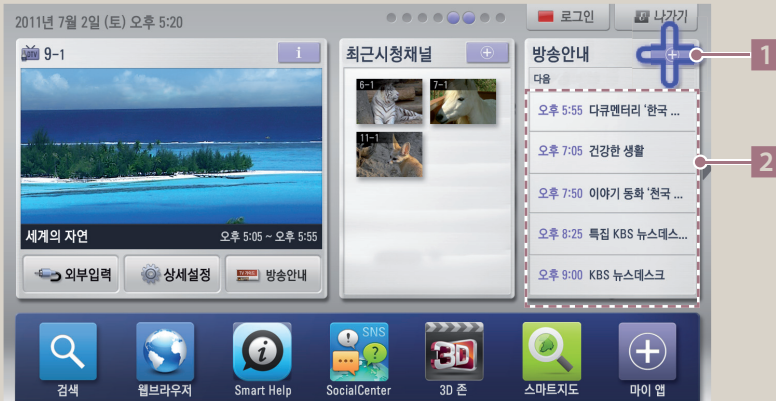 2011년 7월 2일 (토) 오후 5:20
로그인
나가기
DTV 9-1
i
최근시청채널
방송안내
1
다음
6-1
7-1
11-1
오후 5:55 다큐멘터리 '한국 ...
오후 7:05 건강한 생활
2
오후 7:50 이야기 동화 '천국 ...
오후 8:25 특집 KBS 뉴스데스...
오후 9:00 KBS 뉴스데스크
세계의 자연
오후 5:05 ~ 오후 5:55
외부입력
상세설정
방송안내
SNS
3D
검색
웹브라우저
Smart Help
SocialCenter
3D 존
스마트지도
마이 앱